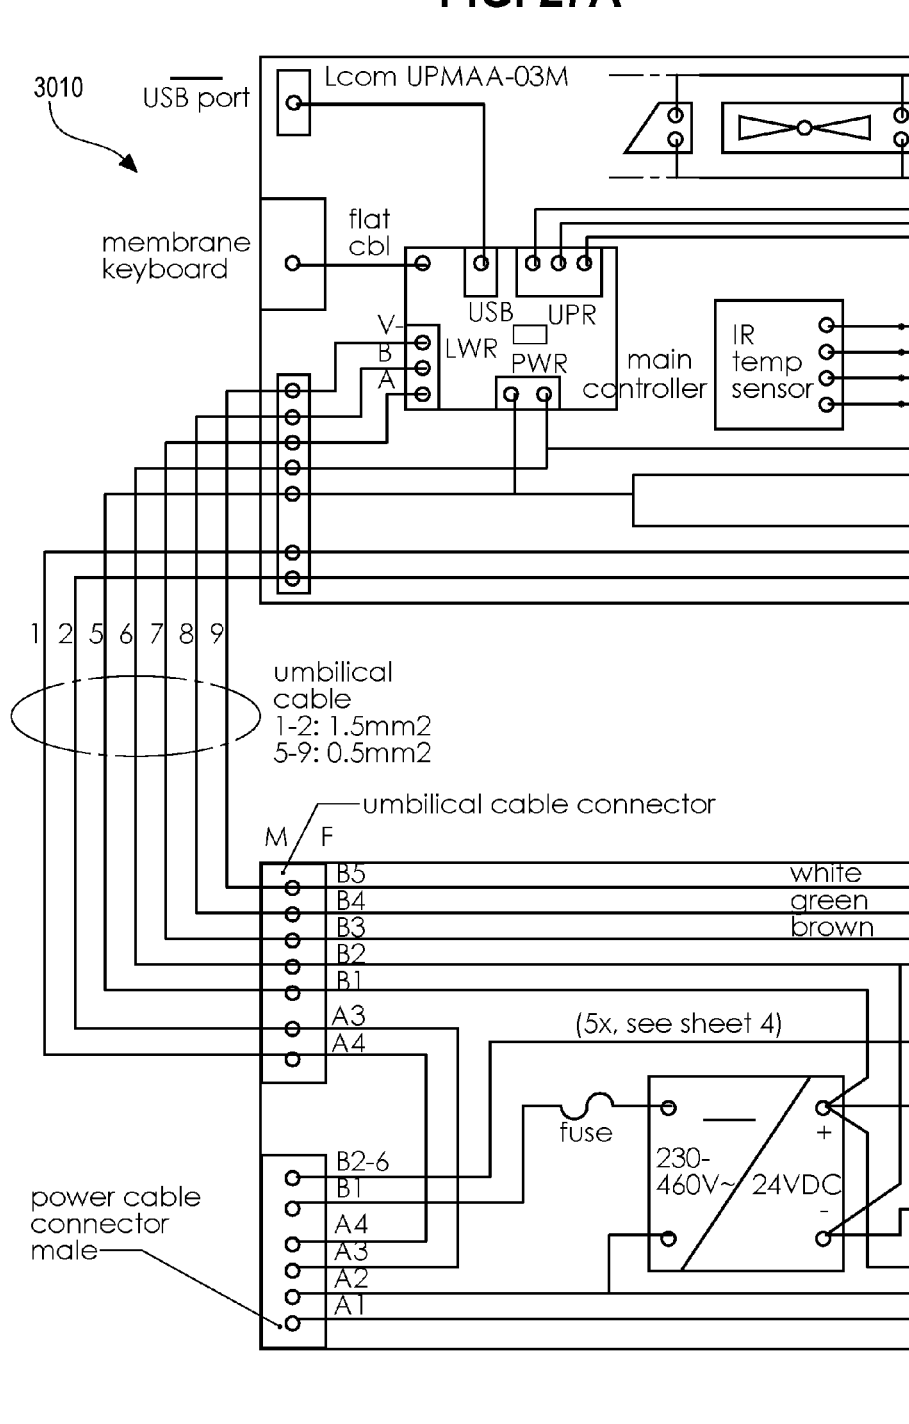 FIG. 27A
3010
USB port
Lcom UPMAA-03M
membrane
keyboard
flat
cbl
USB
UPR
V-
B
A
LWR
PWR
main
controller
IR
temp
sensor
1 2 5 6 7 8 9
umbilical
cable
1-2: 1.5mm2
5-9: 0.5mm2
umbilical cable connector
M F
B5
white
B4
green
B3
brown
B2
B1
A3
(5x, see sheet 4)
A4
fuse
+
230-
460V~
24VDC
-
B2-6
B1
A4
A3
A2
A1
power cable
connector
male